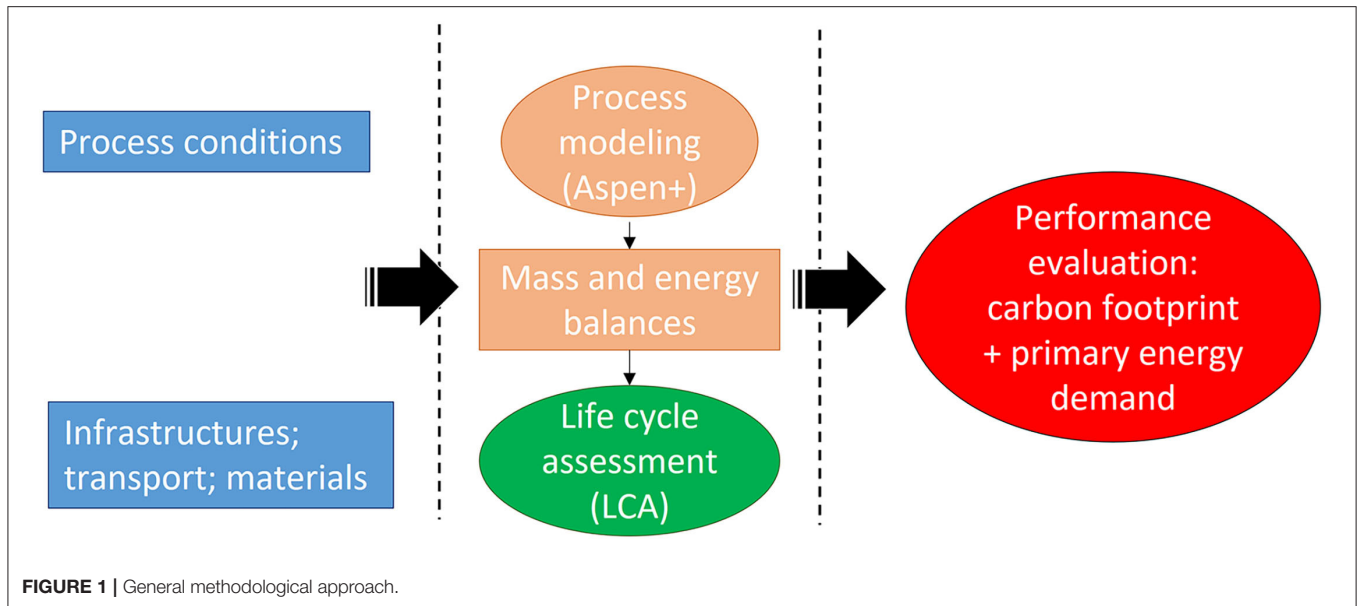 Process conditions
Infrastructures;
transport; materials
Process
modeling
(Aspen+)
Mass and energy
balances
Life cycle
assessment
(LCA)
Performance
evaluation:
carbon footprint
+ primary energy
demand
FIGURE 1 | General methodological approach.